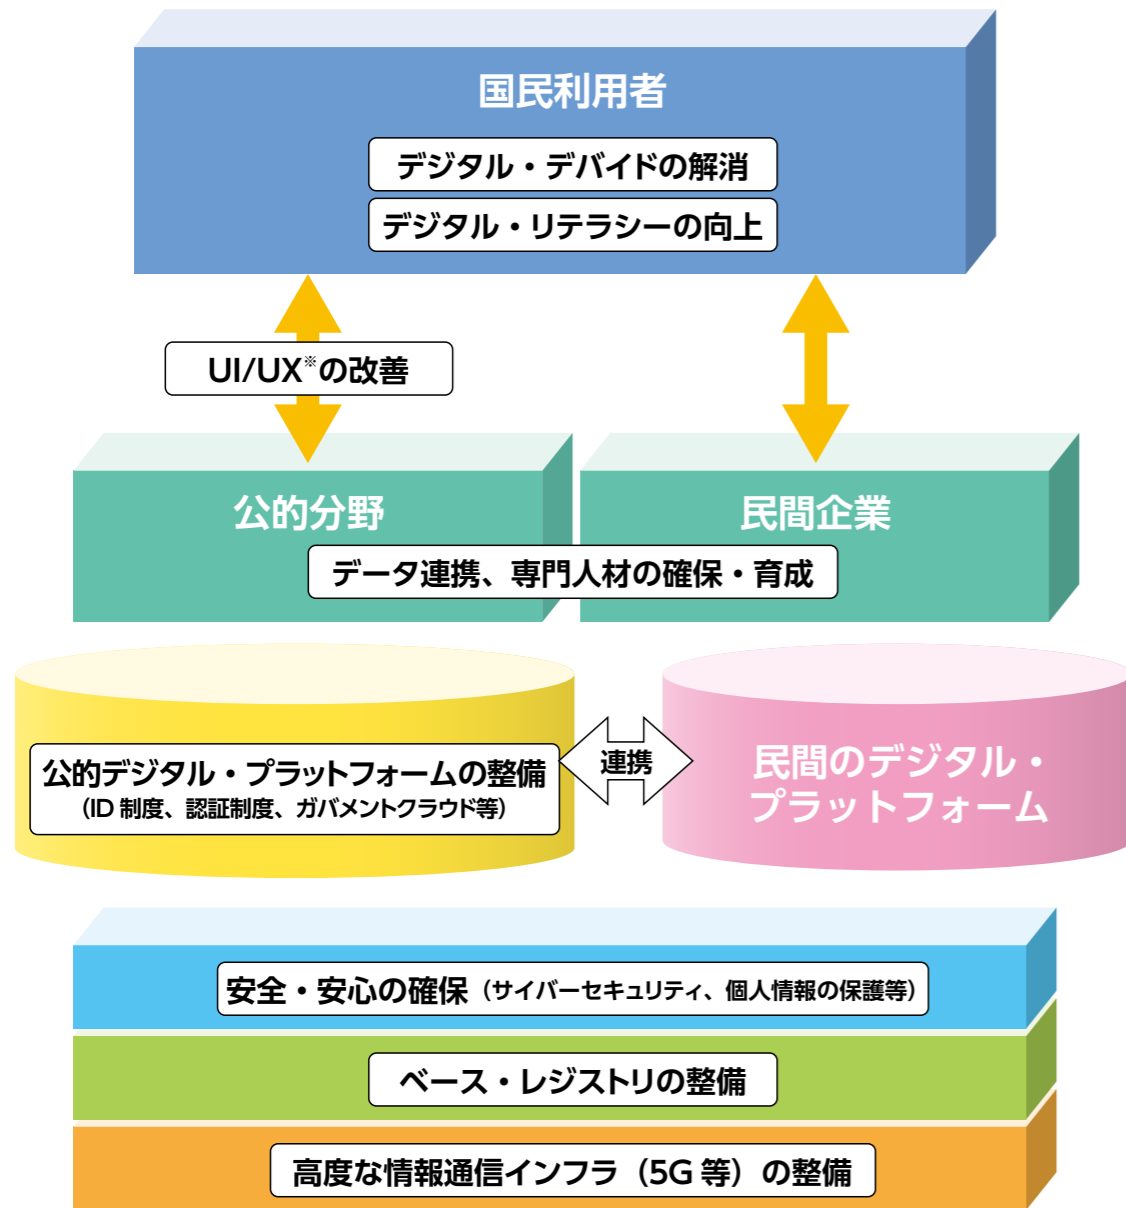 国民利用者
デジタル・デバイドの解消
デジタル・リテラシーの向上
UI/UX※の改善
公的分野
民間企業
データ連携、専門人材の確保・育成
公的デジタル・プラットフォームの整備
（ID 制度、認証制度、ガバメントクラウド等）
連携
民間のデジタル・
プラットフォーム
安全・安心の確保（サイバーセキュリティ、個人情報の保護等）
ベース・レジストリの整備
高度な情報通信インフラ（5G 等）の整備